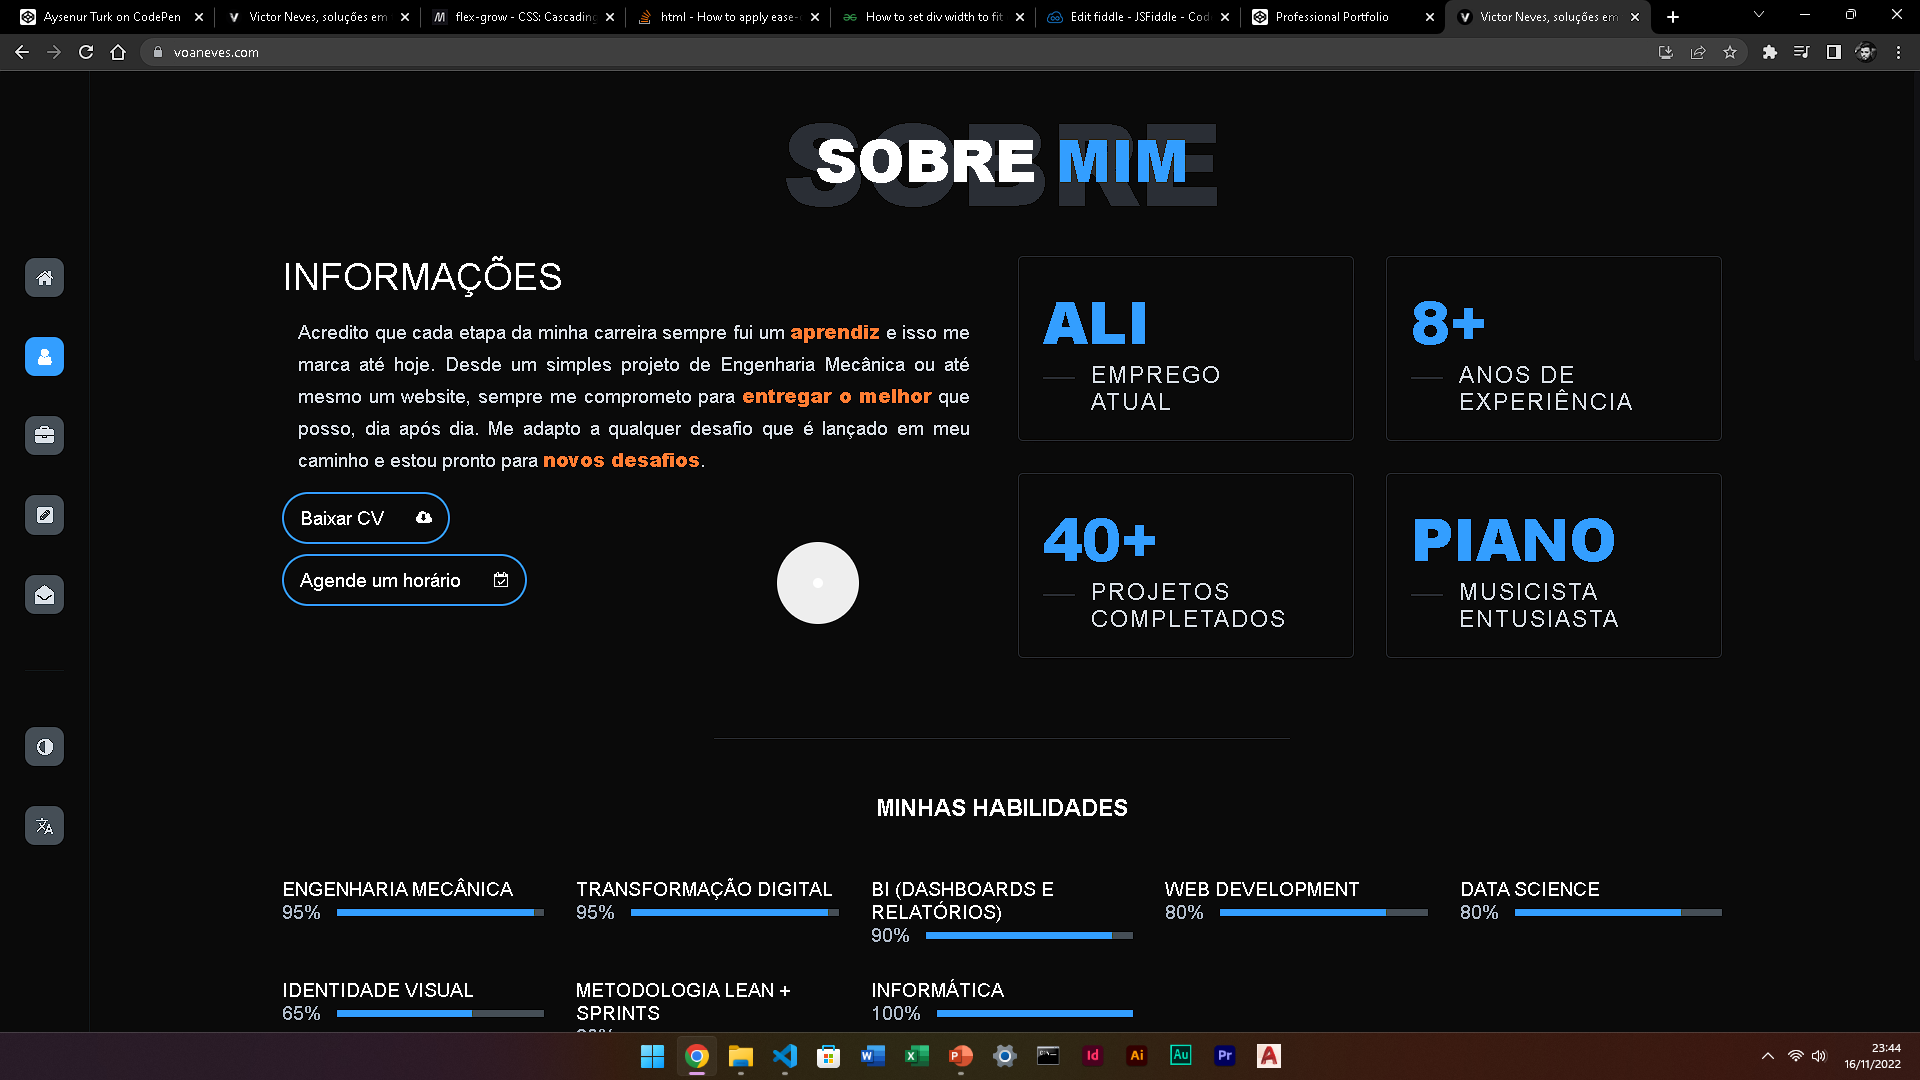 Aysenur Turk on CodePen
Victor Neves, soluções em
flex-grow - CSS: Cascading
html - How to apply ease-
How to set div width to fit
Edit fiddle - JSFiddle - Cod
Professional Portfolio
Victor Neves, soluções em
voaneves.com
SOBRE
SOBRE MIM
INFORMAÇÕES
Acredito que cada etapa da minha carreira sempre fui um aprendiz e isso me
marca até hoje. Desde um simples projeto de Engenharia Mecânica ou até
mesmo um website, sempre me comprometo para entregar o melhor que
posso, dia após dia. Me adapto a qualquer desafio que é lançado em meu
caminho e estou pronto para novos desafios.
Baixar CV
Agende um horário
ALI
EMPREGO
ATUAL
8+
ANOS DE
EXPERIÊNCIA
40+
PROJETOS
COMPLETADOS
PIANO
MUSICISTA
ENTUSIASTA
MINHAS HABILIDADES
ENGENHARIA MECÂNICA
95%
TRANSFORMAÇÃO DIGITAL
95%
BI (DASHBOARDS E
RELATÓRIOS)
90%
WEB DEVELOPMENT
80%
DATA SCIENCE
80%
IDENTIDADE VISUAL
65%
METODOLOGIA LEAN +
SPRINTS
INFORMÁTICA
100%
23:44
16/11/2022